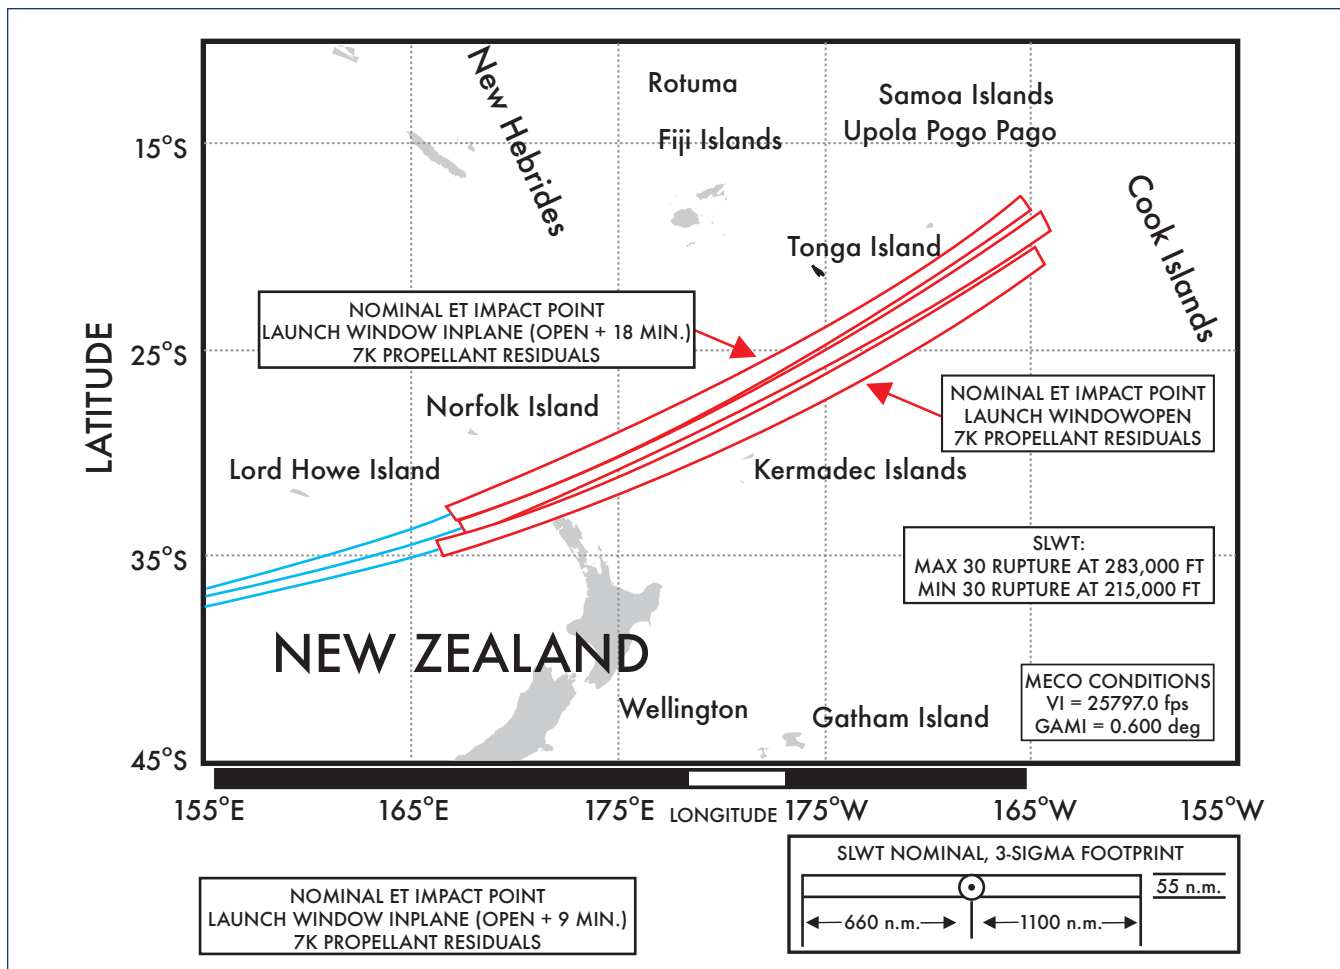 Rotuma
Samoa Islands
Upola Pogo Pago
New Hebrides
Fiji Islands
15°S
Cook Islands
Tonga Island
NOMINAL ET IMPACT POINT
LAUNCH WINDOW INPLANE (OPEN + 18 MIN.)
7K PROPELLANT RESIDUALS
25°S
LATITUDE
NOMINAL ET IMPACT POINT
LAUNCH WINDOWOPEN
7K PROPELLANT RESIDUALS
Norfolk Island
Lord Howe Island
Kermadec Islands
35°S
SLWT:
MAX 30 RUPTURE AT 283,000 FT
MIN 30 RUPTURE AT 215,000 FT
NEW ZEALAND
MECO CONDITIONS
VI = 25797.0 fps
GAMI = 0.600 deg
Wellington
Gatham Island
45°S
155°E 165°E 175°E LONGITUDE 175°W 165°W 155°W
NOMINAL ET IMPACT POINT
LAUNCH WINDOW INPLANE (OPEN + 9 MIN.)
7K PROPELLANT RESIDUALS
SLWT NOMINAL, 3-SIGMA FOOTPRINT
55 n.m.
660 n.m. 1100 n.m.